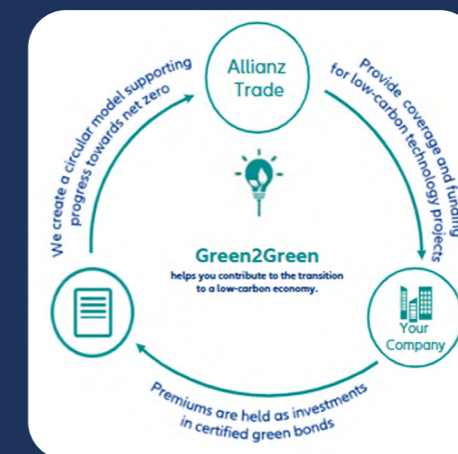 Allianz
Trade
Provide coverage and funding
for low-carbon technology projects
We create a circular model supporting
progress towards net zero
Green2Green
helps you contribute to the transition
to a low-carbon economy.
Your
Company
Premiums are held as investments
in certified green bonds